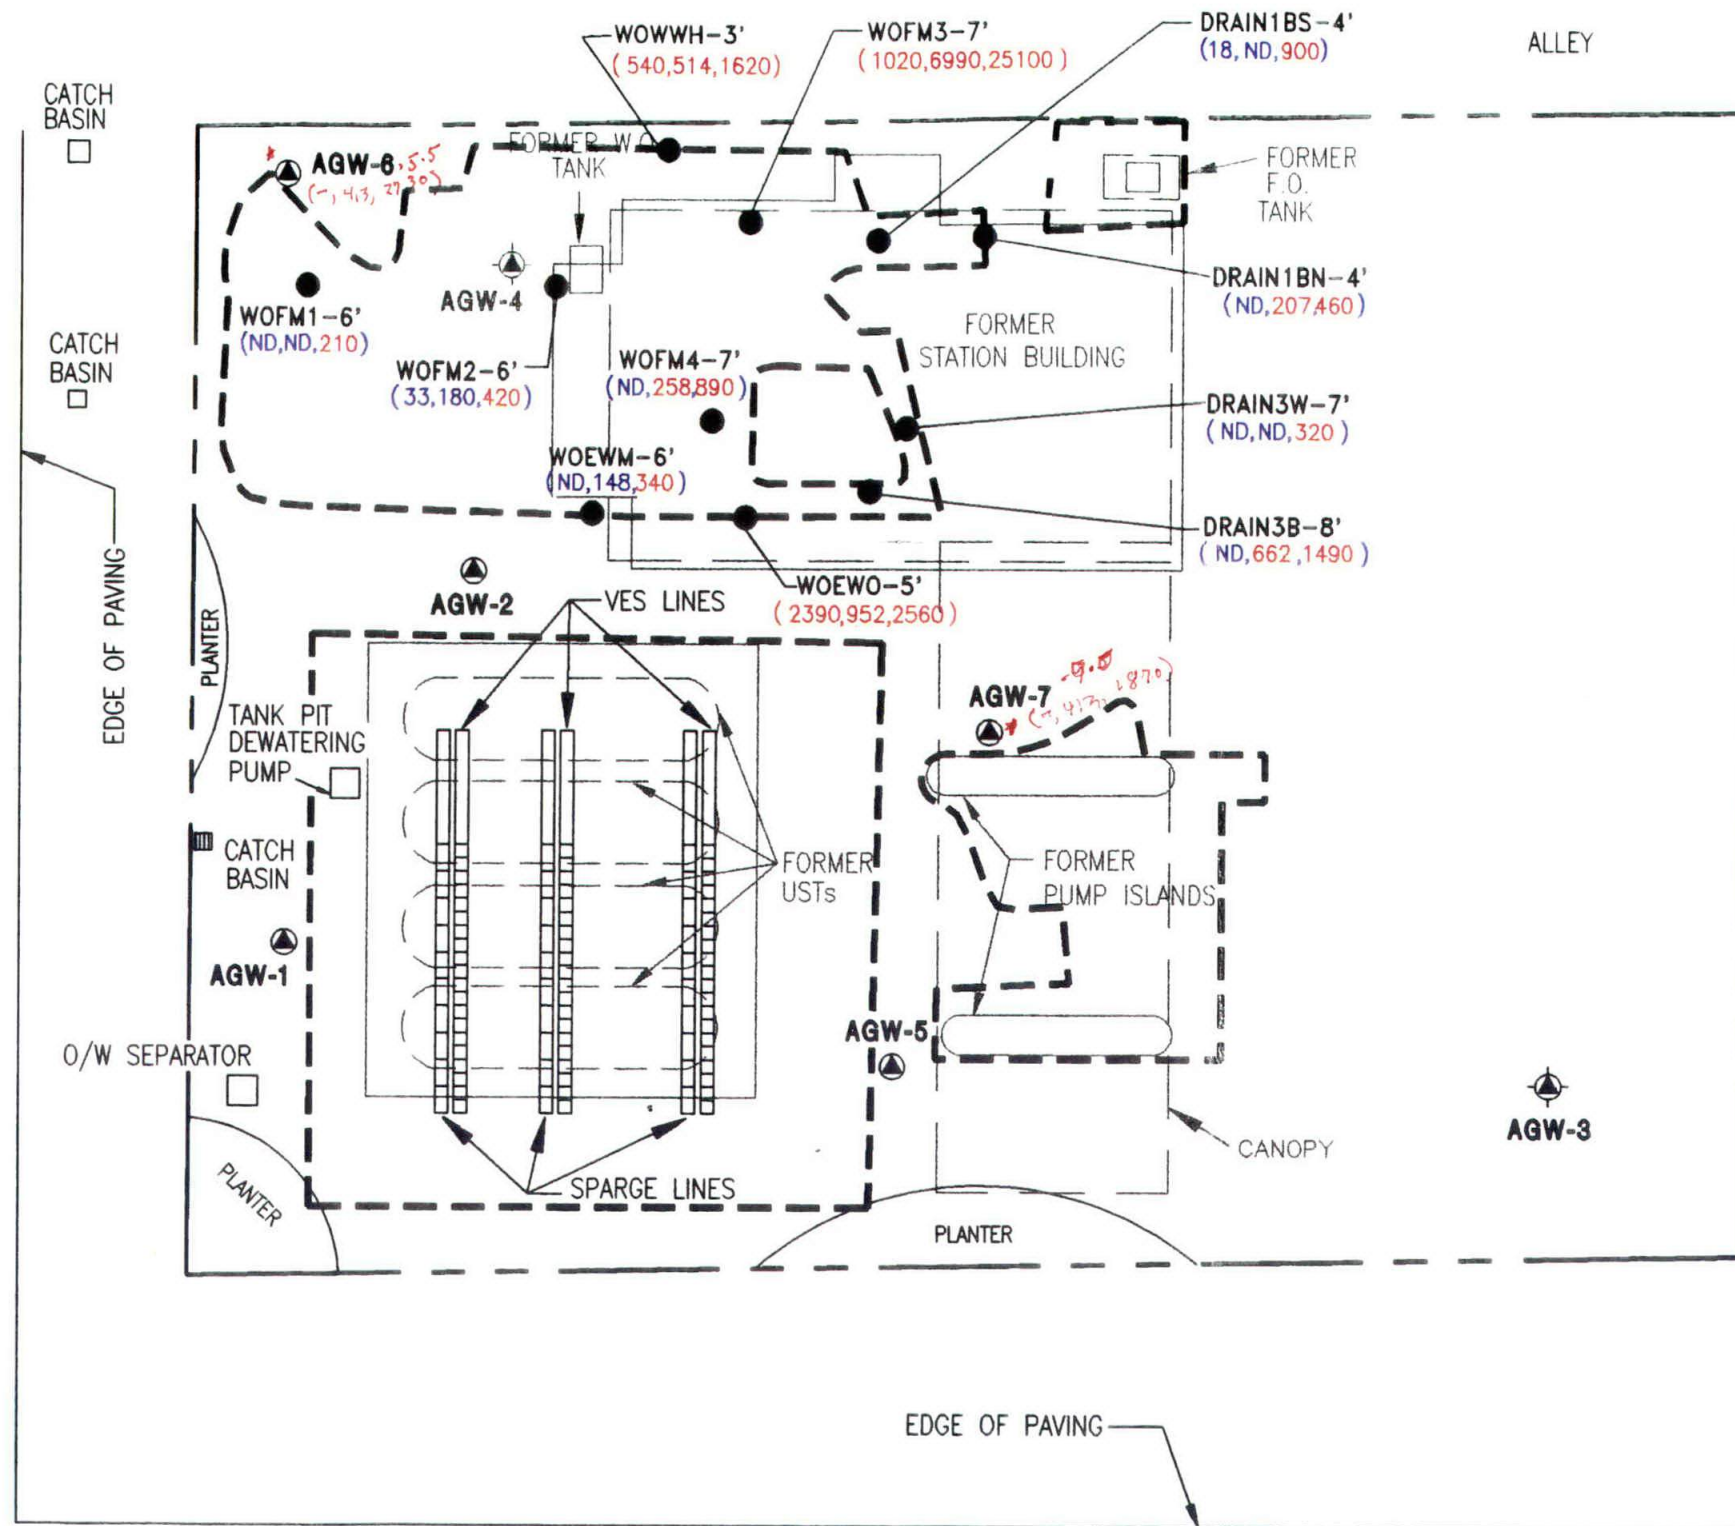 WOWWH-3'
(540,514,1620)
WOFM3-7'
(1020,6990,25100)
DRAIN1BS-4'
(18,ND,900)
ALLEY
CATCH
BASIN
FORMER W.O.
TANK
AGW-6,5.5
FORMER
F.O.
TANK
AGW-4
DRAIN1BN-4'
(ND,207,460)
WOFM1-6'
(ND,ND,210)
FORMER
STATION BUILDING
CATCH
BASIN
WOFM2-6'
(33,180,420)
WOFM4-7'
(ND,258,890)
DRAIN3W-7'
(ND,ND,320)
WOEWM-6'
(ND,148,340)
DRAIN3B-8'
(ND,662,1490)
EDGE OF PAVING
PLANTER
AGW-2
VES LINES
WOEWO-5'
(2390,952,2560)
AGW-7
TANK PIT
DEWATERING
PUMP
CATCH
BASIN
FORMER
USTs
FORMER
PUMP ISLANDS
AGW-1
AGW-5
O/W SEPARATOR
AGW-3
CANOPY
SPARGE LINES
PLANTER
PLANTER
EDGE OF PAVING